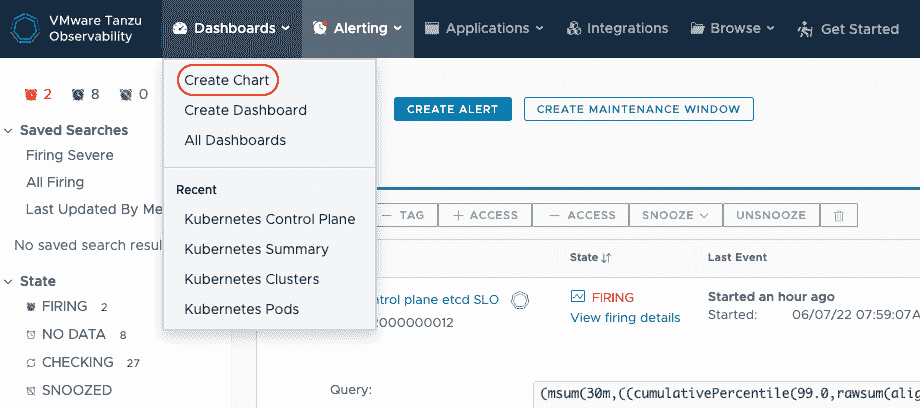 VMware Tanzu
Observability
Dashboards
Alerting
Applications
Integrations
Browse
Get Started
2 8 0
Saved Searches
Firing Severe
All Firing
Last Updated By Me
No saved search resul
State
FIRING 2
NO DATA 8
CHECKING 27
SNOOZED
Create Chart
Create Dashboard
All Dashboards
Recent
Kubernetes Control Plane
Kubernetes Summary
Kubernetes Clusters
Kubernetes Pods
CREATE ALERT
CREATE MAINTENANCE WINDOW
− TAG
+ ACCESS
− ACCESS
SNOOZE
UNSNOOZE
State
Last Event
ntrol plane etcd SLO
2000000012
FIRING
View firing details
Started an hour ago
Started: 06/07/22 07:59:07A
Query:
(msum(30m,((cumulativePercentile(99.0,rawsum(alig